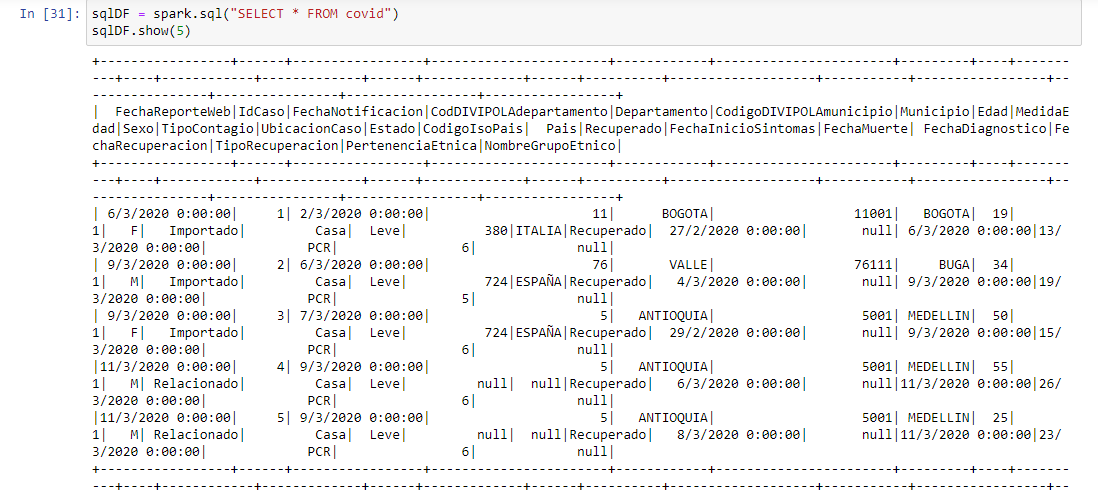 In [31]: sqlDF = spark.sql("SELECT * FROM covid")
sqlDF.show(5)
+-----------------+------+-----------------+-----------------------+------------+------------------------+---------+----+-------
---+----+------------+-------------+------+-------------+------+----------+--------------------+-----------+-----------------+--
---------------+----------------+------------------+-----------------+
|  FechaReporteWeb|IdCaso|FechaNotificacion|CodDIVIPOLAdepartamento|Departamento|CodigoDIVIPOLAmunicipio|Municipio|Edad|MedidaE
dad|Sexo|TipoContagio|UbicacionCaso|Estado|CodigoIsoPais|  Pais|Recuperado|FechaInicioSintomas|FechaMuerte| FechaDiagnostico|Fe
chaRecuperacion|TipoRecuperacion|PertenenciaEtnica|NombreGrupoEtnico|
+-----------------+------+-----------------+-----------------------+------------+------------------------+---------+----+-------
---+----+------------+-------------+------+-------------+------+----------+--------------------+-----------+-----------------+--
---------------+----------------+------------------+-----------------+
| 6/3/2020 0:00:00|     1| 2/3/2020 0:00:00|                     11|      BOGOTA|                  11001|   BOGOTA|  19|
1|   F|   Importado|         Casa|  Leve|          380|ITALIA|Recuperado|  27/2/2020 0:00:00|       null| 6/3/2020 0:00:00|13/
3/2020 0:00:00|             PCR|                6|             null|
| 9/3/2020 0:00:00|     2| 6/3/2020 0:00:00|                     76|       VALLE|                  76111|     BUGA|  34|
1|   M|   Importado|         Casa|  Leve|          724|ESPAÑA|Recuperado|   4/3/2020 0:00:00|       null| 9/3/2020 0:00:00|19/
3/2020 0:00:00|             PCR|                5|             null|
| 9/3/2020 0:00:00|     3| 7/3/2020 0:00:00|                      5|   ANTIOQUIA|                   5001| MEDELLIN|  50|
1|   F|   Importado|         Casa|  Leve|          724|ESPAÑA|Recuperado|  29/2/2020 0:00:00|       null| 9/3/2020 0:00:00|15/
3/2020 0:00:00|             PCR|                6|             null|
|11/3/2020 0:00:00|     4| 9/3/2020 0:00:00|                      5|   ANTIOQUIA|                   5001| MEDELLIN|  55|
1|   M| Relacionado|         Casa|  Leve|         null|  null|Recuperado|   6/3/2020 0:00:00|       null|11/3/2020 0:00:00|26/
3/2020 0:00:00|             PCR|                6|             null|
|11/3/2020 0:00:00|     5| 9/3/2020 0:00:00|                      5|   ANTIOQUIA|                   5001| MEDELLIN|  25|
1|   M| Relacionado|         Casa|  Leve|         null|  null|Recuperado|   8/3/2020 0:00:00|       null|11/3/2020 0:00:00|23/
3/2020 0:00:00|             PCR|                6|             null|
+-----------------+------+-----------------+-----------------------+------------+------------------------+---------+----+-------
---+----+------------+-------------+------+-------------+------+----------+--------------------+-----------+-----------------+--